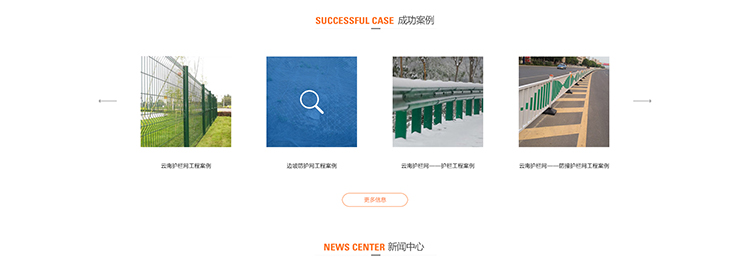 SUCCESSFUL CASE 成功案例
云南护栏网工程案例
边坡防护网工程案例
云南护栏网——护栏工程案例
云南护栏网——防撞护栏网工程案例
更多信息
NEWS CENTER 新闻中心